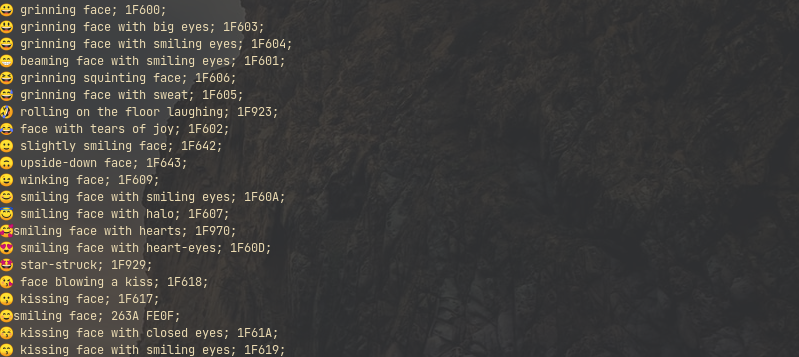 😀 grinning face; 1F600;
😃 grinning face with big eyes; 1F603;
😄 grinning face with smiling eyes; 1F604;
😁 beaming face with smiling eyes; 1F601;
😆 grinning squinting face; 1F606;
😅 grinning face with sweat; 1F605;
🤣 rolling on the floor laughing; 1F923;
😂 face with tears of joy; 1F602;
🙂 slightly smiling face; 1F642;
🙃 upside-down face; 1F643;
😉 winking face; 1F609;
😊 smiling face with smiling eyes; 1F60A;
😇 smiling face with halo; 1F607;
🥰smiling face with hearts; 1F970;
😍 smiling face with heart-eyes; 1F60D;
🤩 star-struck; 1F929;
😘 face blowing a kiss; 1F618;
😗 kissing face; 1F617;
☺️smiling face; 263A FE0F;
😚 kissing face with closed eyes; 1F61A;
😙 kissing face with smiling eyes; 1F619;